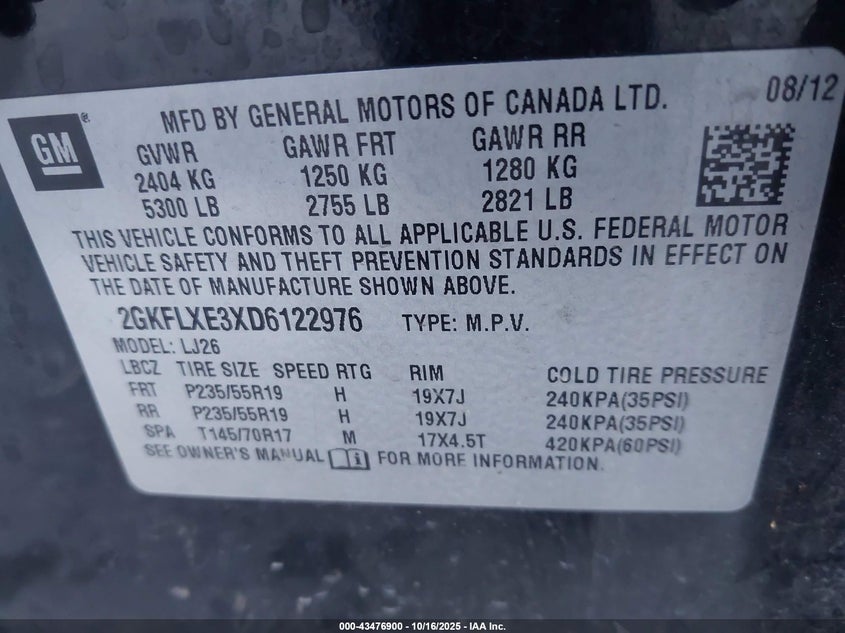 MFD BY GENERAL MOTORS OF CANADA LTD. 08/12
GM®
GVWR GAWR FRT GAWR RR
2404 KG 1250 KG 1280 KG
5300 LB 2755 LB 2821 LB
THIS VEHICLE CONFORMS TO ALL APPLICABLE U.S. FEDERAL MOTOR
VEHICLE SAFETY AND THEFT PREVENTION STANDARDS IN EFFECT ON
THE DATE OF MANUFACTURE SHOWN ABOVE.
2GKFLXE3XD6122976 TYPE: M.P.V.
MODEL: LJ26
LBCZ TIRE SIZE SPEED RTG RIM COLD TIRE PRESSURE
FRT P235/55R19 H 19X7J 240KPA(35PSI)
RR P235/55R19 H 19X7J 240KPA(35PSI)
SPA T145/70R17 M 17X4.5T 420KPA(60PSI)
SEE OWNER'S MANUAL i FOR MORE INFORMATION.
000-43476900 - 10/16/2025 - IAA Inc.